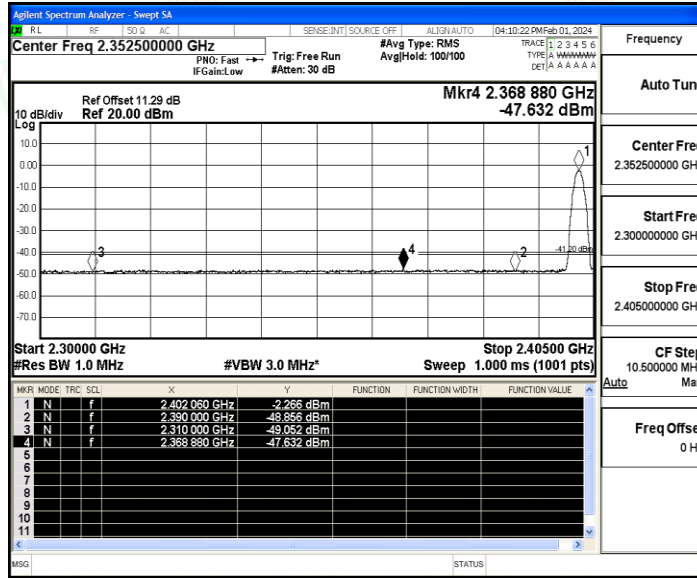 Agilent Spectrum Analyzer - Swept SA
RL RF 50 Ω AC SENSE:INT SOURCE OFF ALIGN AUTO 04:10:22 PM Feb 01, 2024
Center Freq 2.352500000 GHz
PNO: Fast
IFGain:Low
Trig: Free Run
#Atten: 30 dB
#Avg Type: RMS
Avg|Hold: 100/100
TRACE 1 2 3 4 5 6
TYPE A WWWWW
DET A A A A A A
Mkr4 2.368 880 GHz
-47.632 dBm
Ref Offset 11.29 dB
10 dB/div Ref 20.00 dBm
Log
10.0
0.00
-10.0
-20.0
-30.0
-40.0
-50.0
-60.0
-70.0
1
2
3
4
-41.20 dBm
Start 2.30000 GHz Stop 2.40500 GHz
#Res BW 1.0 MHz #VBW 3.0 MHz* Sweep 1.000 ms (1001 pts)
MKR MODE TRC SCL X Y FUNCTION FUNCTION WIDTH FUNCTION VALUE
1 N f 2.402 060 GHz -2.266 dBm
2 N f 2.390 000 GHz -48.856 dBm
3 N f 2.310 000 GHz -49.052 dBm
4 N f 2.368 880 GHz -47.632 dBm
5
6
7
8
9
10
11
MSG STATUS
Frequency
Auto Tun
Center Fre
2.352500000 GH
Start Fre
2.300000000 GH
Stop Fre
2.405000000 GH
CF Ste
10.500000 MH
Auto Ma
Freq Offse
0 H